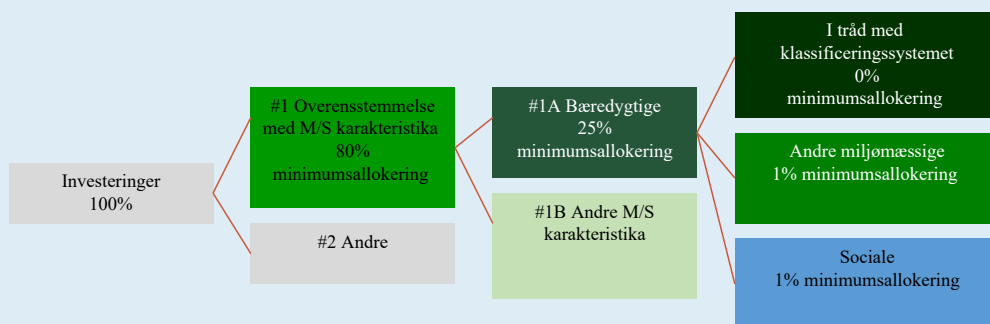 Investeringer
100%
#1 Overensstemmelse
med M/S karakteristika
80%
minimumsallokering
#2 Andre
#1A Bæredygtige
25%
minimumsallokering
#1B Andre M/S
karakteristika
I tråd med
klassificeringssystemet
0%
minimumsallokering
Andre miljømæssige
1% minimumsallokering
Sociale
1% minimumsallokering